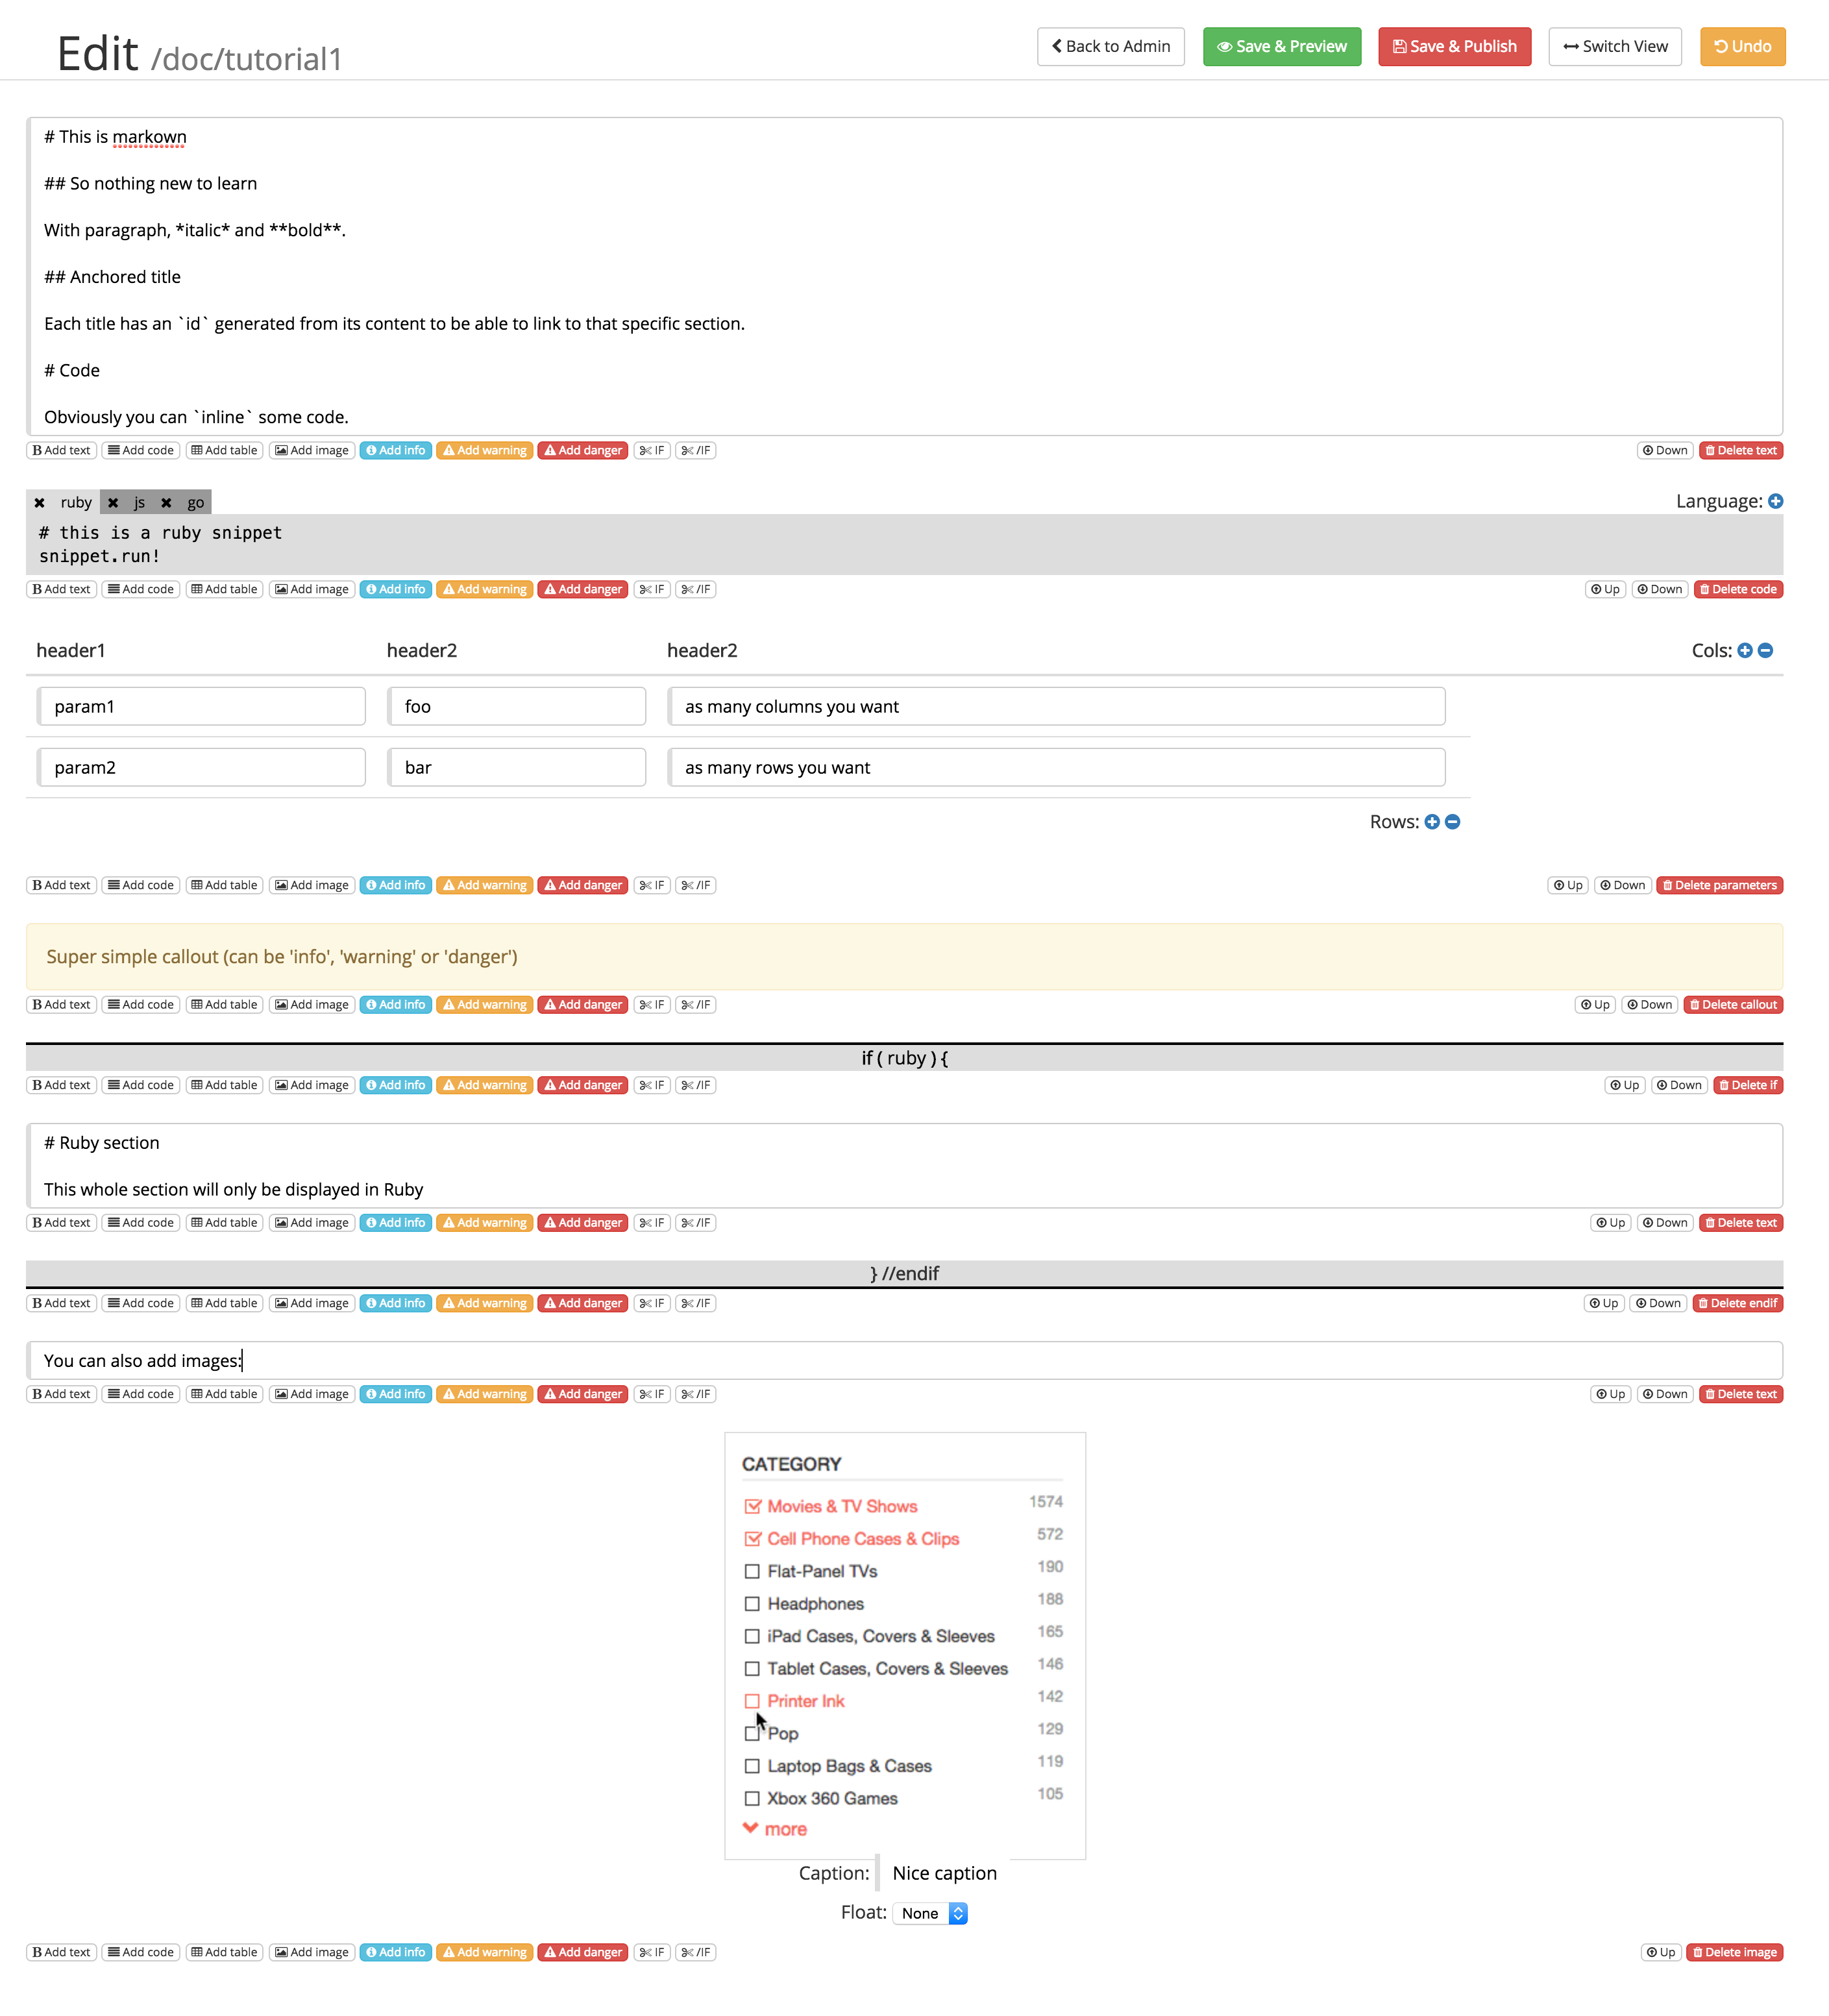 Edit /doc/tutorial1
Back to Admin Save & Preview Save & Publish Switch View Undo
# This is markown
## So nothing new to learn
With paragraph, *italic* and **bold**.
## Anchored title
Each title has an `id` generated from its content to be able to link to that specific section.
# Code
Obviously you can `inline` some code.
B Add text Add code Add table Add image Add info Add warning Add danger IF /IF Down Delete text
ruby js go Language:
# this is a ruby snippet
snippet.run!
B Add text Add code Add table Add image Add info Add warning Add danger IF /IF Up Down Delete code
header1 header2 header2 Cols:
param1 foo as many columns you want
param2 bar as many rows you want
Rows:
B Add text Add code Add table Add image Add info Add warning Add danger IF /IF Up Down Delete parameters
Super simple callout (can be 'info', 'warning' or 'danger')
B Add text Add code Add table Add image Add info Add warning Add danger IF /IF Up Down Delete callout
if ( ruby ) {
B Add text Add code Add table Add image Add info Add warning Add danger IF /IF Up Down Delete if
# Ruby section
This whole section will only be displayed in Ruby
B Add text Add code Add table Add image Add info Add warning Add danger IF /IF Up Down Delete text
} //endif
B Add text Add code Add table Add image Add info Add warning Add danger IF /IF Up Down Delete endif
You can also add images:
B Add text Add code Add table Add image Add info Add warning Add danger IF /IF Up Down Delete text
CATEGORY
Movies & TV Shows 1574
Cell Phone Cases & Clips 572
Flat-Panel TVs 190
Headphones 188
iPad Cases, Covers & Sleeves 165
Tablet Cases, Covers & Sleeves 146
Printer Ink 142
Pop 129
Laptop Bags & Cases 119
Xbox 360 Games 105
more
Caption: Nice caption
Float: None
B Add text Add code Add table Add image Add info Add warning Add danger IF /IF Up Delete image